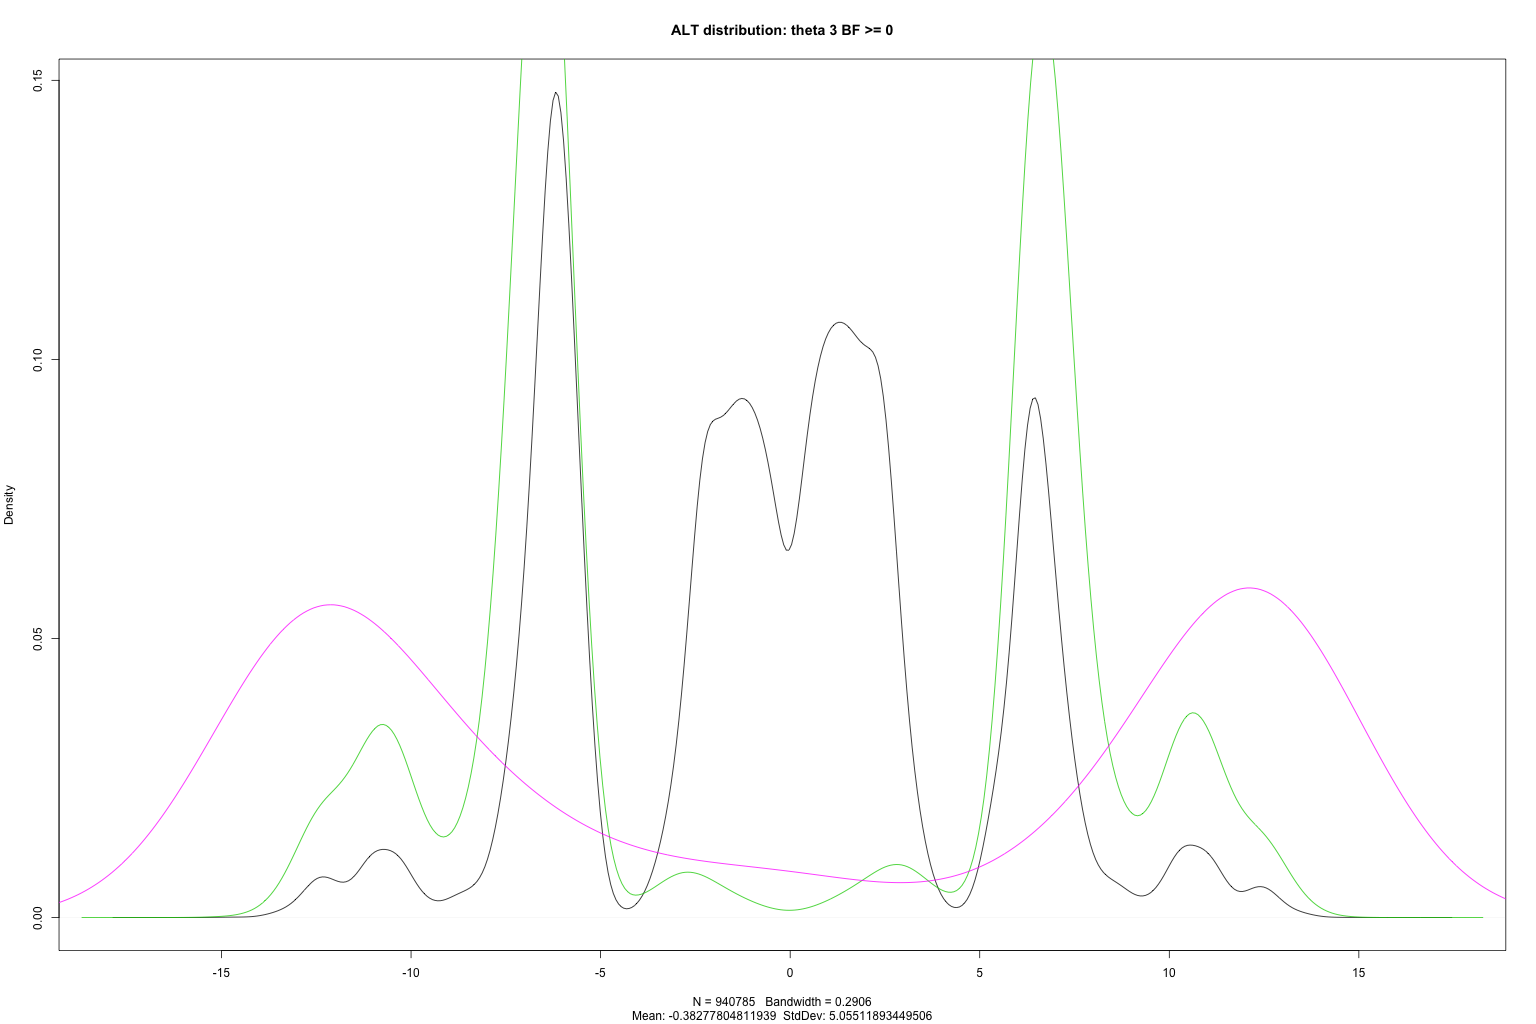 ALT distribution: theta 3 BF >= 0
Density
0.15
0.10
0.05
0.00
-15 -10 -5 0 5 10 15
N = 940785 Bandwidth = 0.2906
Mean: -0.38277804811939 StdDev: 5.05511893449506